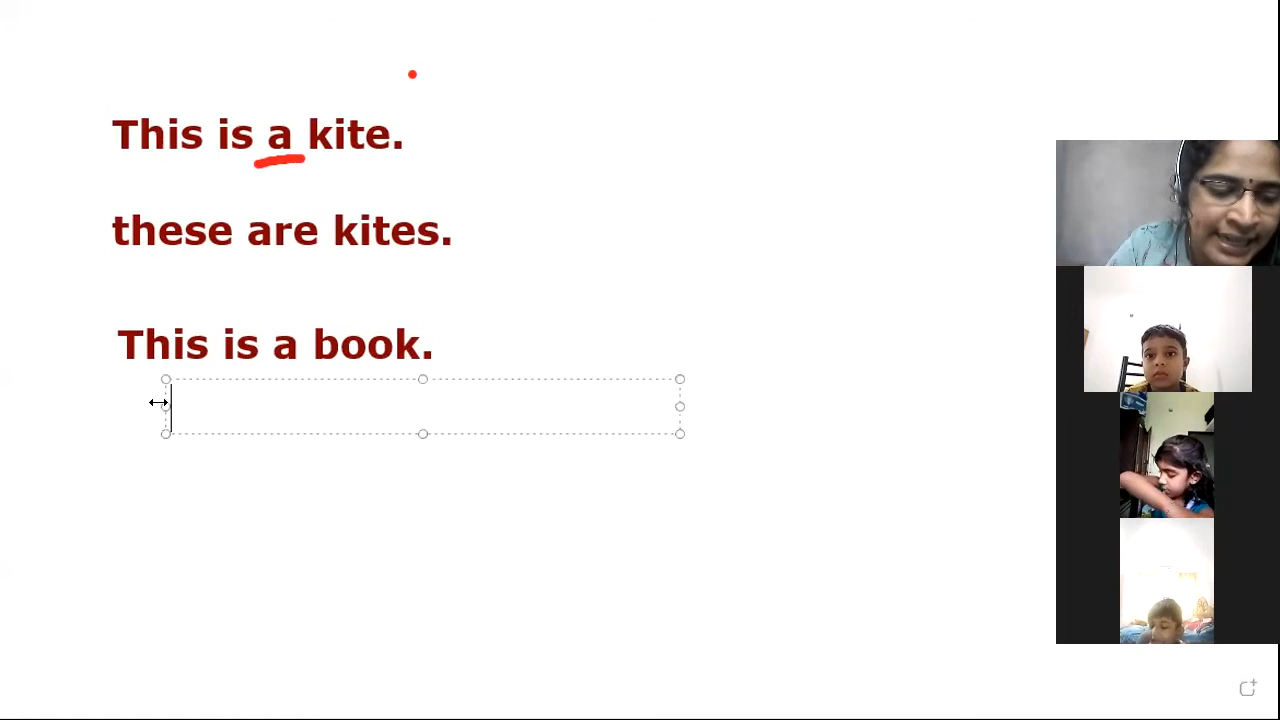 This is a kite.
these are kites.
This is a book.